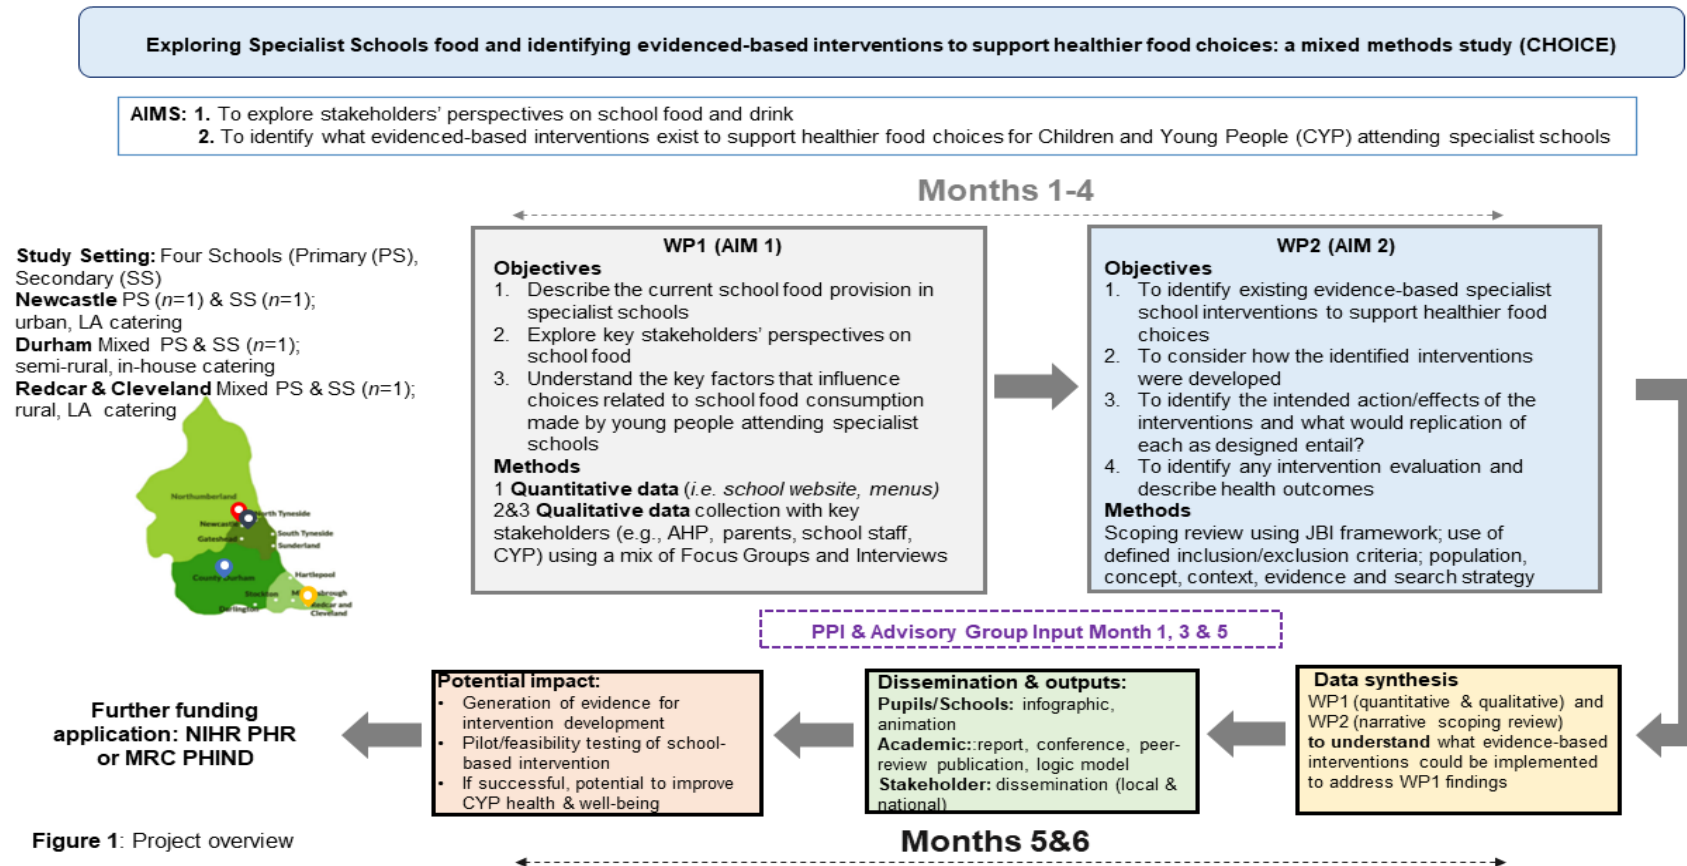 Exploring Specialist Schools food and identifying evidenced-based interventions to support healthier food choices: a mixed methods study (CHOICE)
AIMS: 1. To explore stakeholders’ perspectives on school food and drink
2. To identify what evidenced-based interventions exist to support healthier food choices for Children and Young People (CYP) attending specialist schools
Months 1-4
Study Setting: Four Schools (Primary (PS),
Secondary (SS)
Newcastle PS (n=1) & SS (n=1);
urban, LA catering
Durham Mixed PS & SS (n=1);
semi-rural, in-house catering
Redcar & Cleveland Mixed PS & SS (n=1);
rural, LA catering
Northumberland
North Tyneside
Newcastle
South Tyneside
Gateshead
Sunderland
County Durham
Hartlepool
Stockton
Darlington
Redcar and
Cleveland
WP1 (AIM 1)
Objectives
1. Describe the current school food provision in
specialist schools
2. Explore key stakeholders’ perspectives on
school food
3. Understand the key factors that influence
choices related to school food consumption
made by young people attending specialist
schools
Methods
1 Quantitative data (i.e. school website, menus)
2&3 Qualitative data collection with key
stakeholders (e.g., AHP, parents, school staff,
CYP) using a mix of Focus Groups and Interviews
WP2 (AIM 2)
Objectives
1. To identify existing evidence-based specialist
school interventions to support healthier food
choices
2. To consider how the identified interventions
were developed
3. To identify the intended action/effects of the
interventions and what would replication of
each as designed entail?
4. To identify any intervention evaluation and
describe health outcomes
Methods
Scoping review using JBI framework; use of
defined inclusion/exclusion criteria; population,
concept, context, evidence and search strategy
PPI & Advisory Group Input Month 1, 3 & 5
Data synthesis
WP1 (quantitative & qualitative) and
WP2 (narrative scoping review)
to understand what evidence-based
interventions could be implemented
to address WP1 findings
Dissemination & outputs:
Pupils/Schools: infographic,
animation
Academic::report, conference, peer-
review publication, logic model
Stakeholder: dissemination (local &
national)
Potential impact:
• Generation of evidence for
intervention development
• Pilot/feasibility testing of school-
based intervention
• If successful, potential to improve
CYP health & well-being
Further funding
application: NIHR PHR
or MRC PHIND
Months 5&6
Figure 1: Project overview